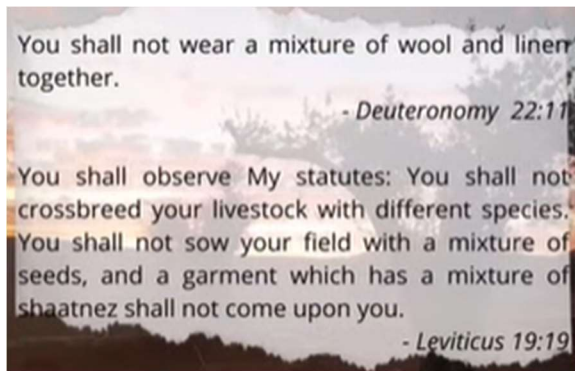 You shall not wear a mixture of wool and linen
together.
- Deuteronomy 22:11
You shall observe My statutes: You shall not
crossbreed your livestock with different species.
You shall not sow your field with a mixture of
seeds, and a garment which has a mixture of
shaatnez shall not come upon you.
- Leviticus 19:19